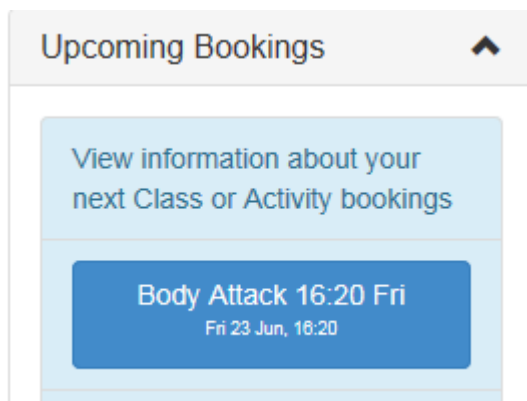 Upcoming Bookings
View information about your
next Class or Activity bookings
Body Attack 16:20 Fri
Fri 23 Jun, 16:20